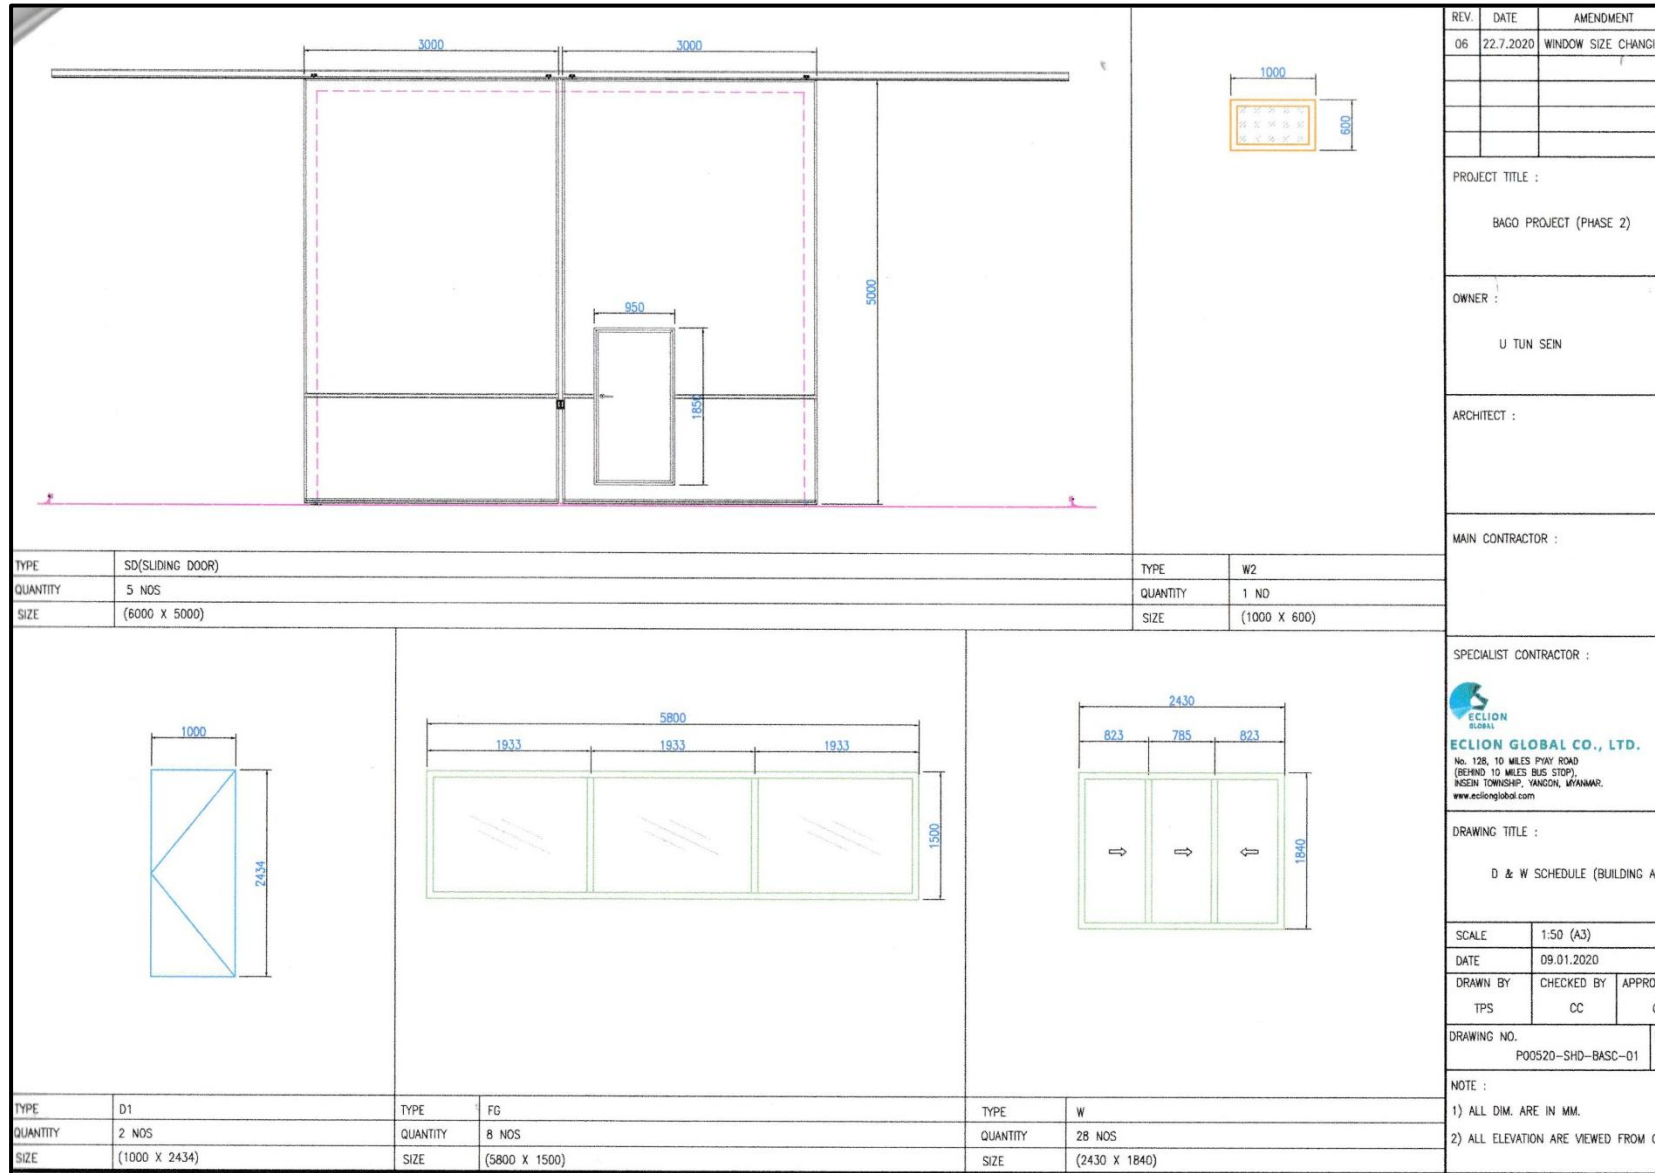 3000 3000
950
1850
5000
TYPE SD(SLIDING DOOR)
QUANTITY 5 NOS
SIZE (6000 X 5000)
1000
600
TYPE W2
QUANTITY 1 NO
SIZE (1000 X 600)
1000
2434
TYPE D1
QUANTITY 2 NOS
SIZE (1000 X 2434)
5800
1933 1933 1933
1500
TYPE FG
QUANTITY 8 NOS
SIZE (5800 X 1500)
2430
823 785 823
1840
TYPE W
QUANTITY 28 NOS
SIZE (2430 X 1840)
REV. DATE AMENDMENT
06 22.7.2020 WINDOW SIZE CHANGI
PROJECT TITLE :
BAGO PROJECT (PHASE 2)
OWNER :
U TUN SEIN
ARCHITECT :
MAIN CONTRACTOR :
SPECIALIST CONTRACTOR :
ECLION
GLOBAL
ECLION GLOBAL CO., LTD.
No. 128, 10 MILES PYAY ROAD
(BEHIND 10 MILES BUS STOP),
INSEIN TOWNSHIP, YANGON, MYANMAR.
www.eclionglobal.com
DRAWING TITLE :
D & W SCHEDULE (BUILDING A
SCALE 1:50 (A3)
DATE 09.01.2020
DRAWN BY CHECKED BY APPRO
TPS CC
DRAWING NO.
P00520-SHD-BASC-01
NOTE :
1) ALL DIM. ARE IN MM.
2) ALL ELEVATION ARE VIEWED FROM